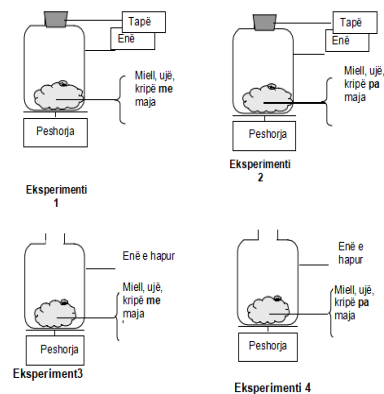 Tapë
Enë
Miell, ujë,
kripë me
maja
Peshorja
Eksperimenti
1
Tapë
Enë
Miell, ujë,
kripë pa
maja
Peshorja
Eksperimenti
2
Enë e hapur
Miell, ujë,
kripë me
maja
Peshorja
Eksperiment3
Enë e
hapur
Miell, ujë,
kripë pa
maja
Peshorja
Eksperimenti 4